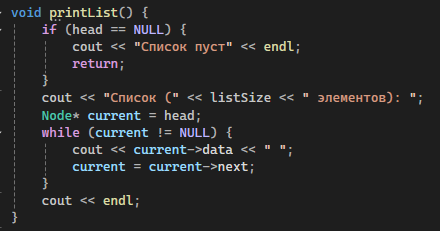 void printList() {
    if (head == NULL) {
        cout << "Список пуст" << endl;
        return;
    }
    cout << "Список (" << listSize << " элементов): ";
    Node* current = head;
    while (current != NULL) {
        cout << current->data << " ";
        current = current->next;
    }
    cout << endl;
}